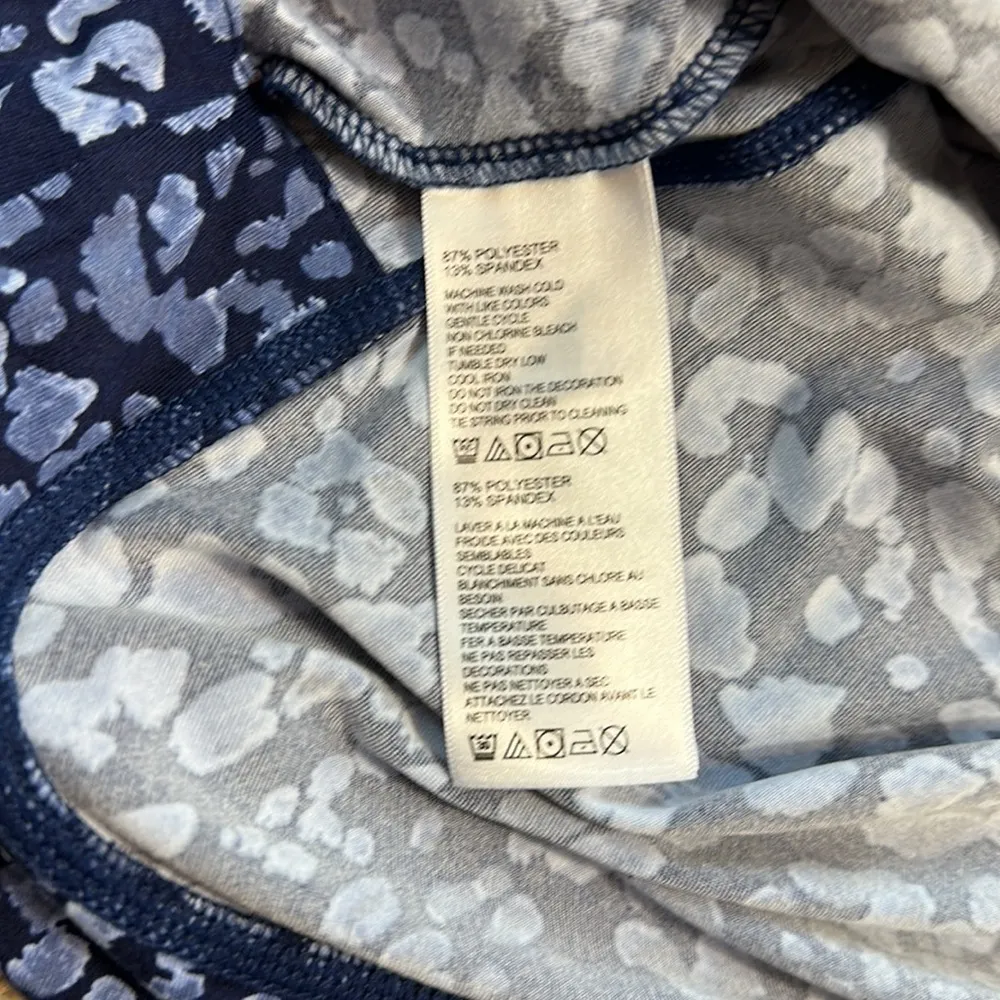 87% POLYESTER
13% SPANDEX
MACHINE WASH COLD
WITH LIKE COLORS
GENTLE CYCLE
NON CHLORINE BLEACH
IF NEEDED
TUMBLE DRY LOW
COOL IRON
DO NOT IRON THE DECORATION
DO NOT DRY CLEAN
TIE STRING PRIOR TO CLEANING
87% POLYESTER
13% SPANDEX
LAVER A LA MACHINE A L'EAU
FROIDE AVEC DES COULEURS
SEMBLABLES
CYCLE DELICAT
BLANCHIMENT SANS CHLORE AU
BESOIN
SECHER PAR CULBUTAGE A BASSE
TEMPERATURE
FER A BASSE TEMPERATURE
NE PAS REPASSER LES
DECORATIONS
NE PAS NETTOYER A SEC
ATTACHEZ LE CORDON AVANT LE
NETTOYER
30